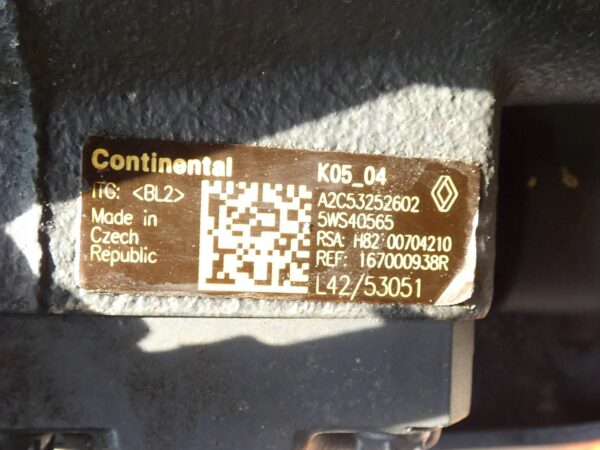 Continental
ITG: <BL2>
Made in
Czech
Republic
K05_04
A2C53252602
5WS40565
RSA: H82 00704210
REF: 167000938R
L42/53051